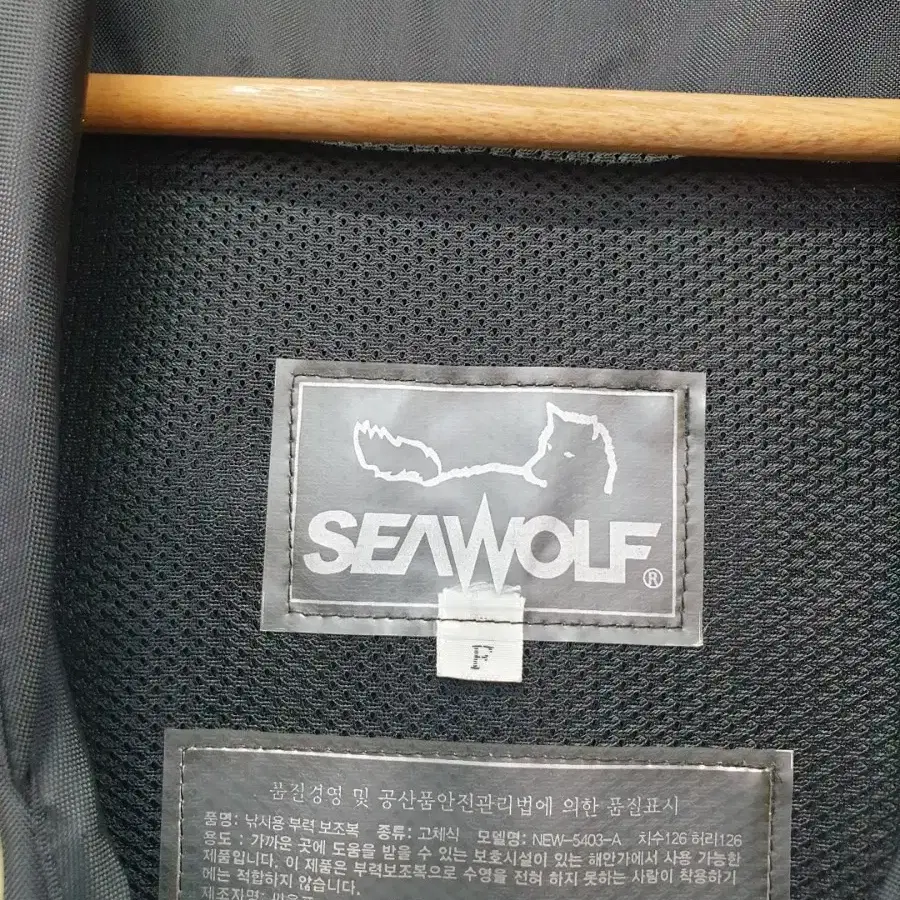 SEAWOLF®
F
품질경영 및 공산품안전관리법에 의한 품질표시
품명: 낚시용 부력 보조복 종류: 고체식 모델명: NEW-5403-A 치수126 허리126
용도 : 가까운 곳에 도움을 받을 수 있는 보호시설이 있는 해안가에서 사용 가능한
제품입니다. 이 제품은 부력보조복으로 수영을 전혀 하지 못하는 사람이 착용하기
에는 적합하지 않습니다.
제조자명: